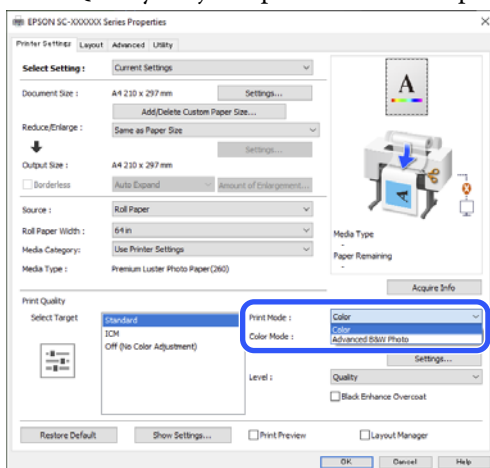 EPSON SC-XXXXXX Series Properties
Printer Settings Layout Advanced Utility
Select Setting : Current Settings
Document Size : A4 210 x 297 mm Settings...
Add/Delete Custom Paper Size...
Reduce/Enlarge : Same as Paper Size
Settings...
Output Size : A4 210 x 297 mm
Borderless Auto Expand Amount of Enlargement...
Source : Roll Paper
Roll Paper Width : 64 in
Media Category: Use Printer Settings
Media Type : Premium Luster Photo Paper(260)
A
A
Media Type
-
Paper Remaining
-
Acquire Info
Print Quality
Select Target
Standard
ICM
Off (No Color Adjustment)
Print Mode : Color
Color
Advanced B&W Photo
Color Mode :
Settings...
Level : Quality
Black Enhance Overcoat
Restore Default Show Settings... Print Preview Layout Manager
OK Cancel Help